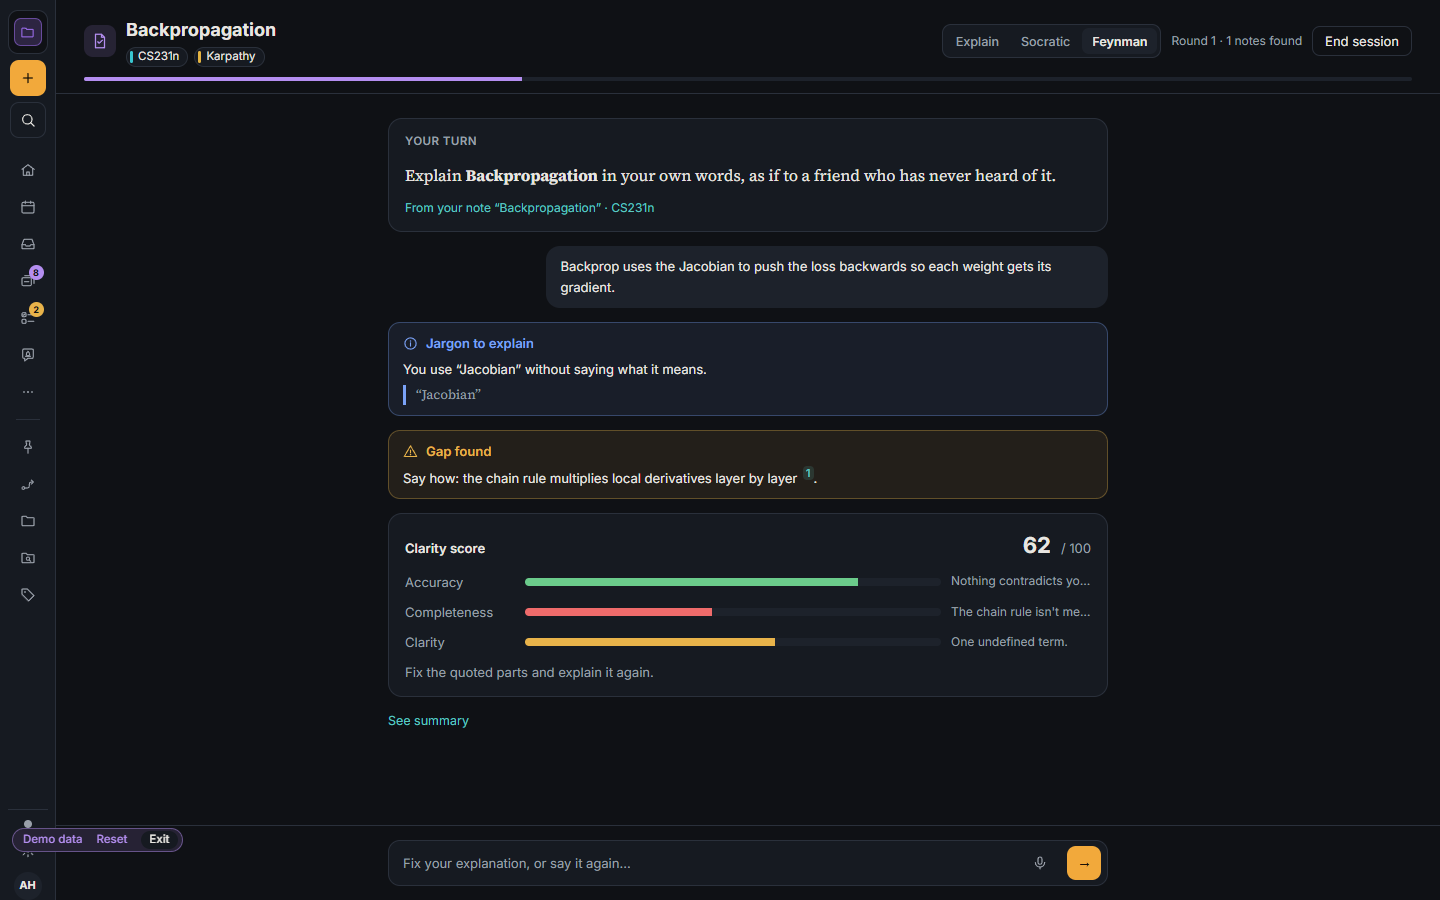 Backpropagation
CS231n
Karpathy
Explain
Socratic
Feynman
Round 1 · 1 notes found
End session
8
2
YOUR TURN
Explain Backpropagation in your own words, as if to a friend who has never heard of it.
From your note “Backpropagation” · CS231n
Backprop uses the Jacobian to push the loss backwards so each weight gets its
gradient.
Jargon to explain
You use “Jacobian” without saying what it means.
“Jacobian”
Gap found
Say how: the chain rule multiplies local derivatives layer by layer 1.
Clarity score
62 / 100
Accuracy
Nothing contradicts yo...
Completeness
The chain rule isn't me...
Clarity
One undefined term.
Fix the quoted parts and explain it again.
See summary
Demo data
Reset
Exit
Fix your explanation, or say it again...
→
AH